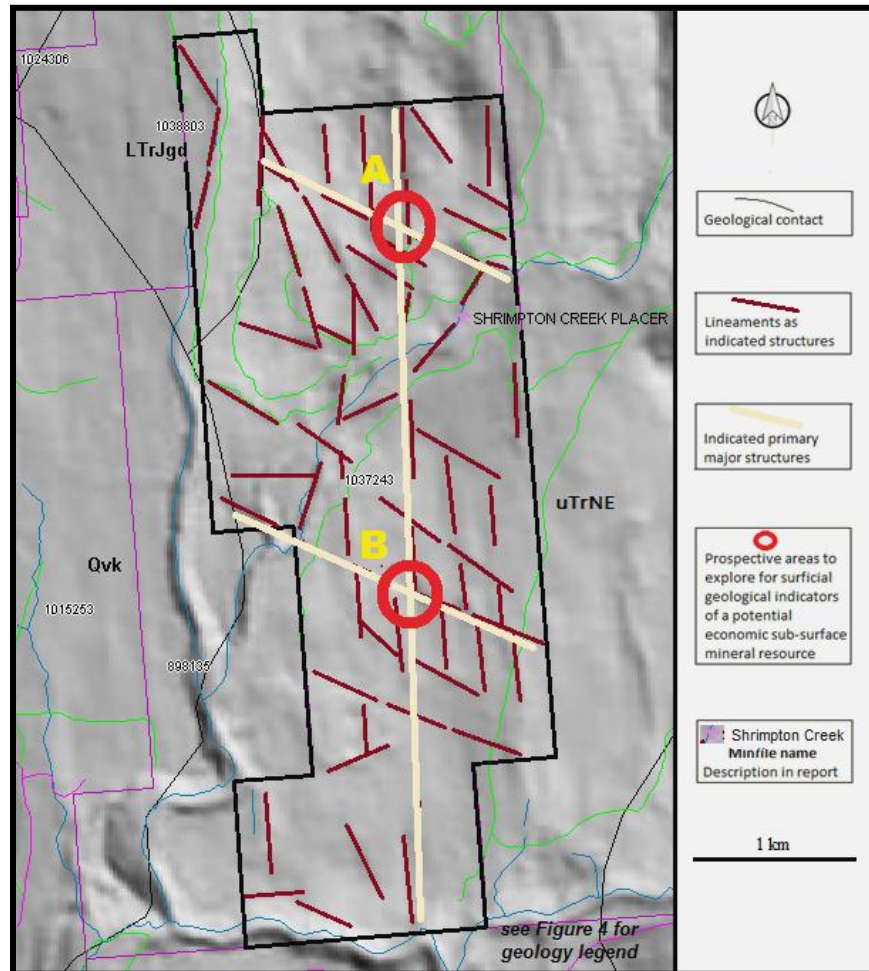 1024306
1038803
LTrJgd
A
SHRIMPTON CREEK PLACER
1037243
uTrNE
B
Qvk
1015253
898135
see Figure 4 for
geology legend
Geological contact
Lineaments as
indicated structures
Indicated primary
major structures
Prospective areas to
explore for surficial
geological indicators
of a potential
economic sub-surface
mineral resource
Shrimpton Creek
Minfile name
Description in report
1 km